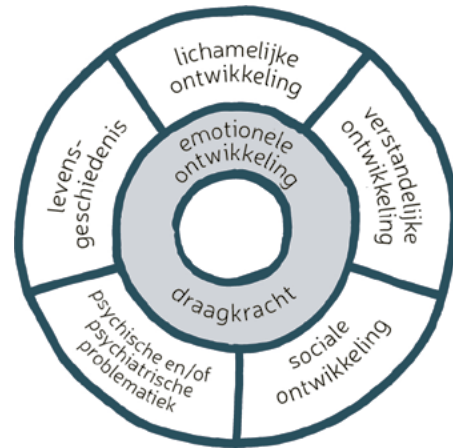 lichamelijke
ontwikkeling
verstandelijke
ontwikkeling
sociale
ontwikkeling
psychische en/of
psychiatrische
problematiek
levens-
geschiedenis
emotionele
ontwikkeling
draagkracht